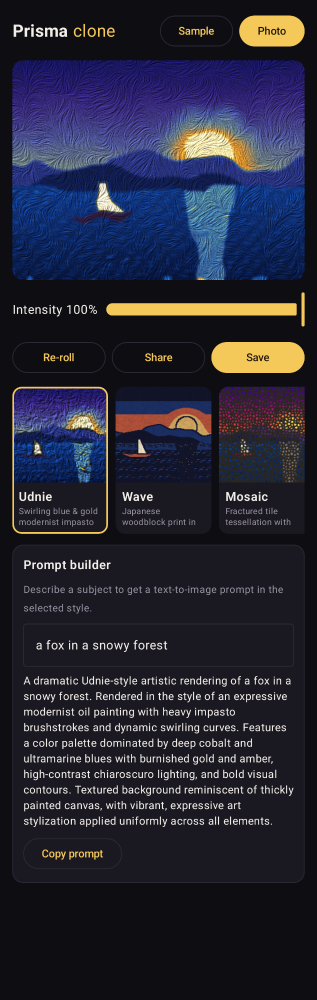 Prisma clone
Sample
Photo
Intensity 100%
Re-roll
Share
Save
Udnie
Swirling blue & gold
modernist impasto
Wave
Japanese
woodblock print in
Mosaic
Fractured tile
tessellation with
Prompt builder
Describe a subject to get a text-to-image prompt in the
selected style.
a fox in a snowy forest
A dramatic Udnie-style artistic rendering of a fox in a
snowy forest. Rendered in the style of an expressive
modernist oil painting with heavy impasto
brushstrokes and dynamic swirling curves. Features
a color palette dominated by deep cobalt and
ultramarine blues with burnished gold and amber,
high-contrast chiaroscuro lighting, and bold visual
contours. Textured background reminiscent of thickly
painted canvas, with vibrant, expressive art
stylization applied uniformly across all elements.
Copy prompt